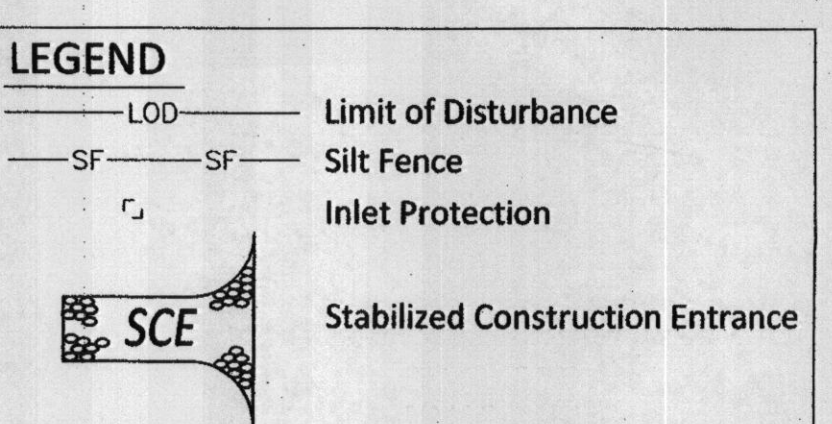 LEGEND
LOD Limit of Disturbance
SF SF Silt Fence
Inlet Protection
SCE Stabilized Construction Entrance